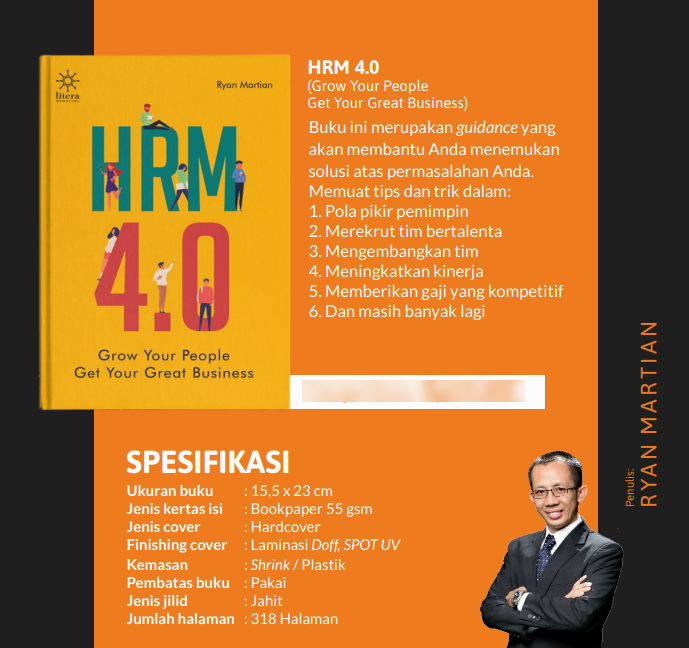 litera
Ryan Martian
HRM
4.0
Grow Your People
Get Your Great Business
HRM 4.0
(Grow Your People
Get Your Great Business)
Buku ini merupakan guidance yang
akan membantu Anda menemukan
solusi atas permasalahan Anda.
Memuat tips dan trik dalam:
1. Pola pikir pemimpin
2. Merekrut tim bertalenta
3. Mengembangkan tim
4. Meningkatkan kinerja
5. Memberikan gaji yang kompetitif
6. Dan masih banyak lagi
SPESIFIKASI
Ukuran buku : 15,5 x 23 cm
Jenis kertas isi : Bookpaper 55 gsm
Jenis cover : Hardcover
Finishing cover : Laminasi Doff, SPOT UV
Kemasan : Shrink / Plastik
Pembatas buku : Pakai
Jenis jilid : Jahit
Jumlah halaman : 318 Halaman
Penulis:
RYAN MARTIAN